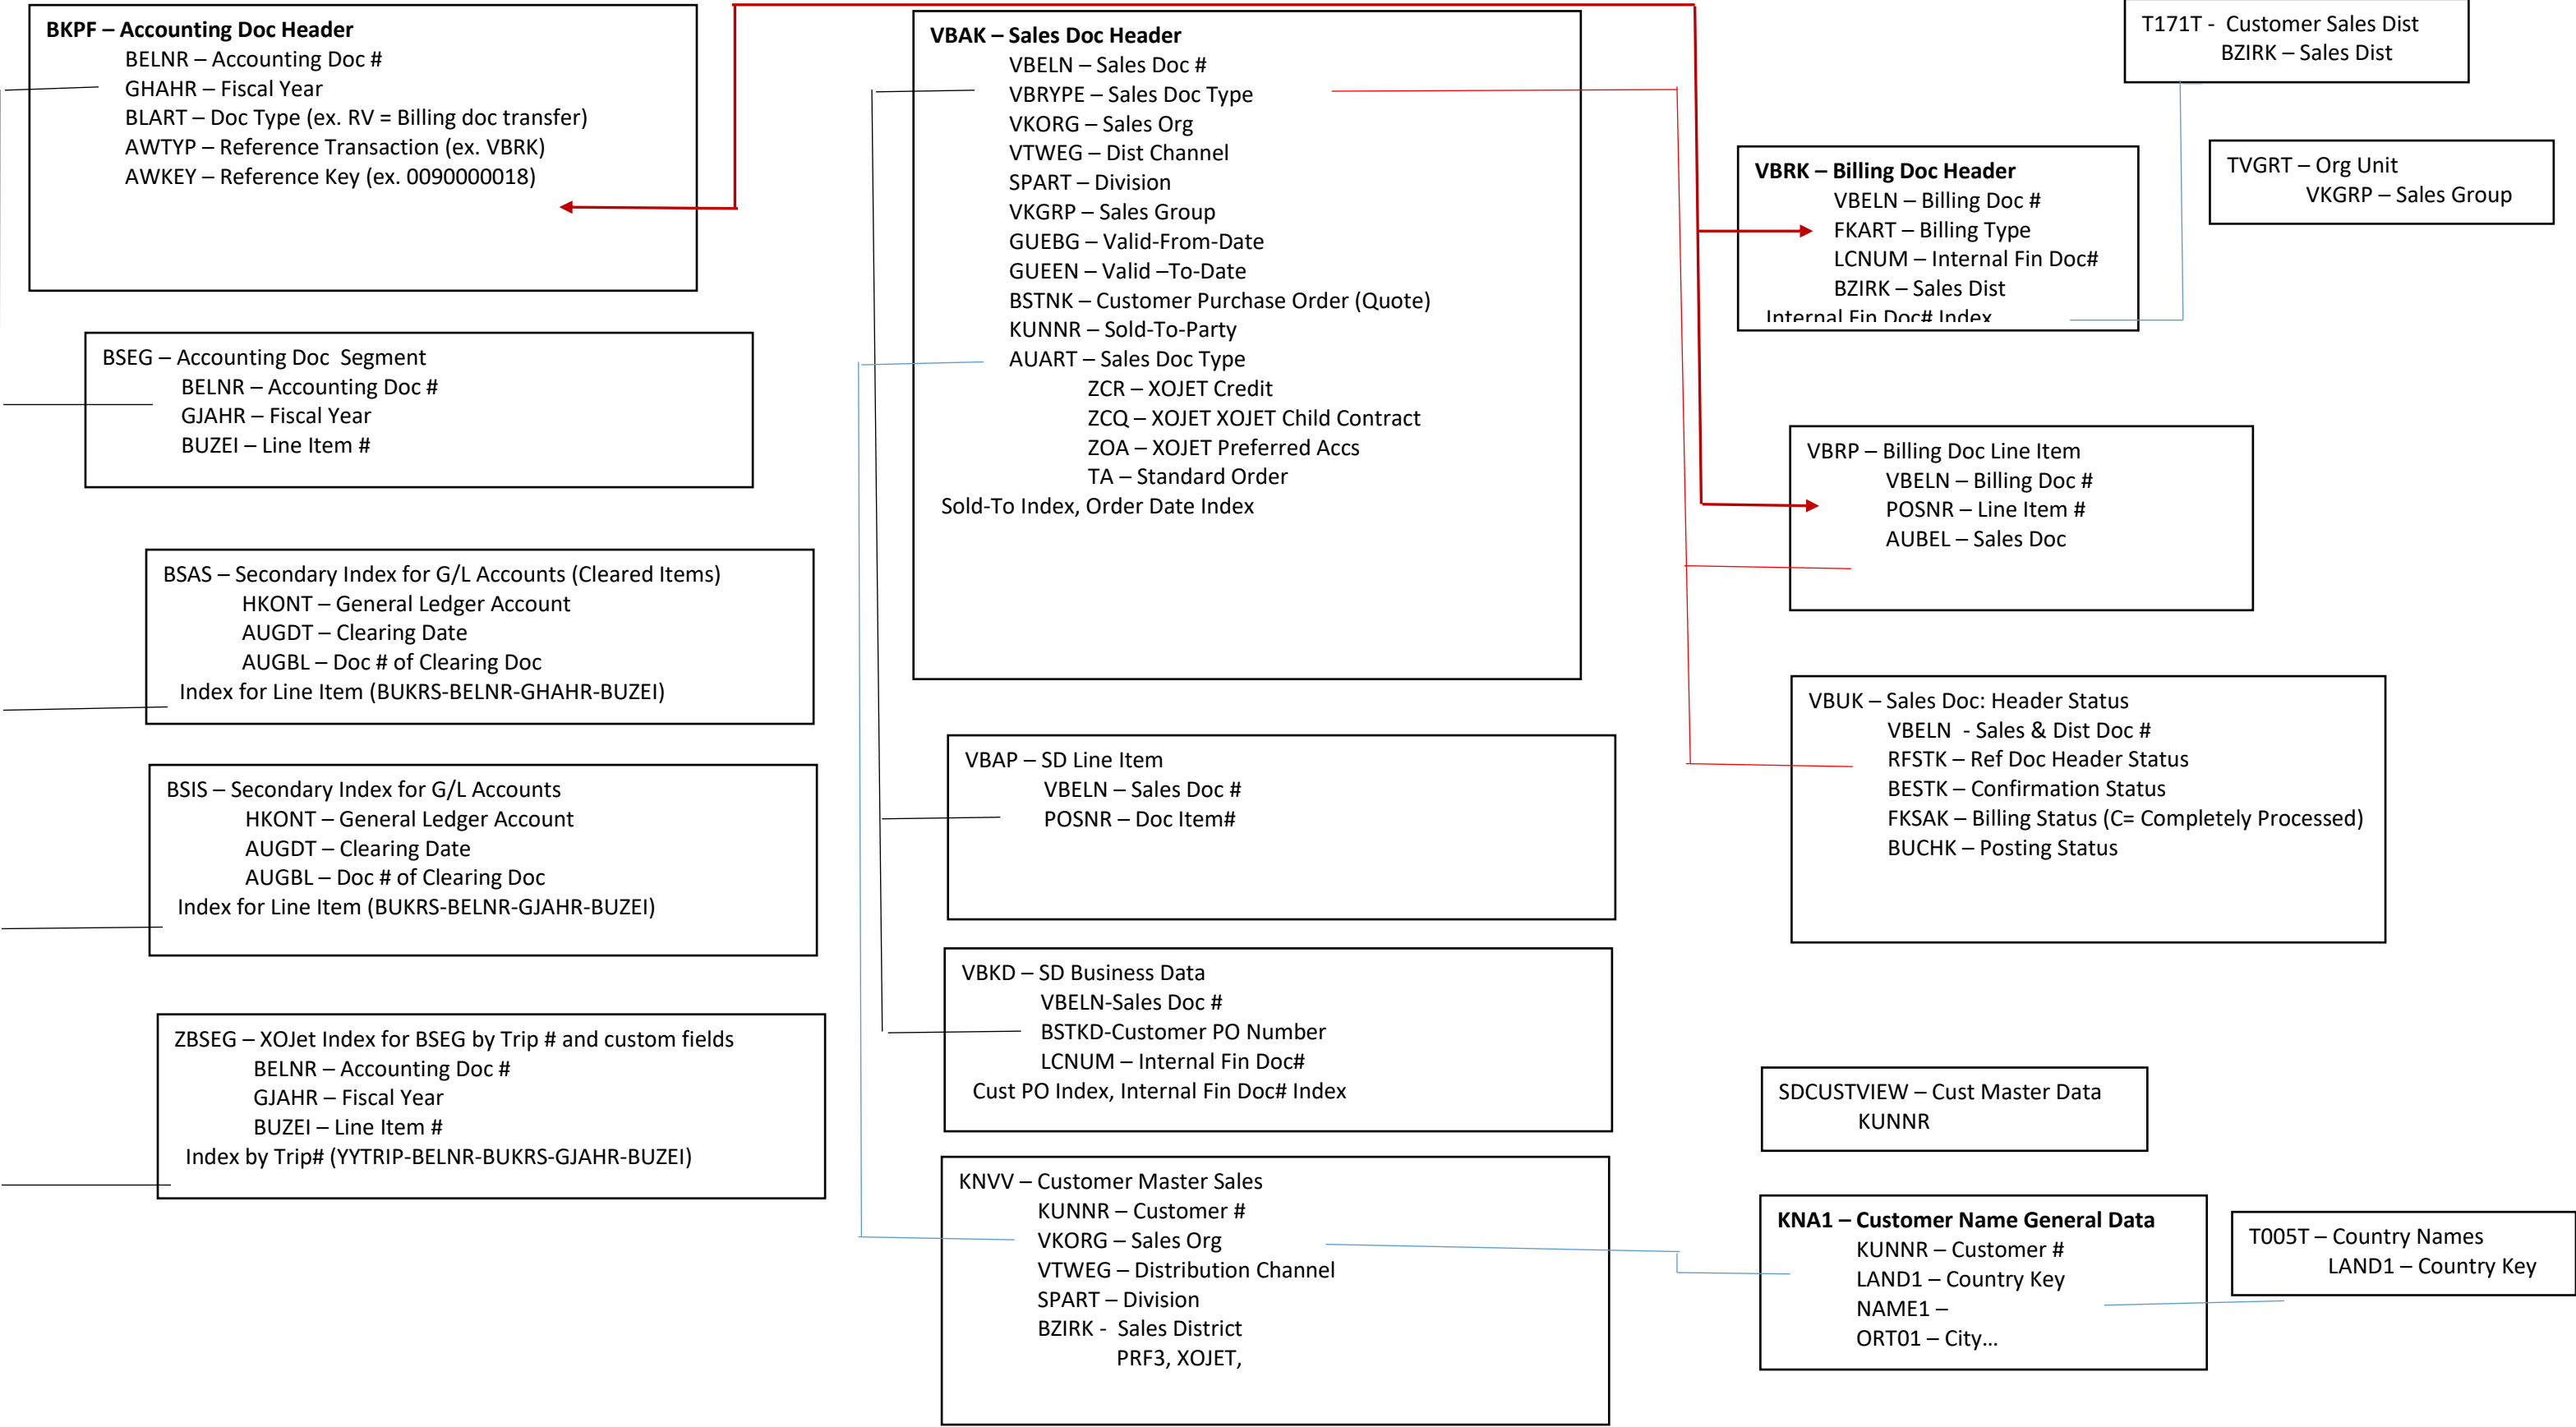 BKPF – Accounting Doc Header
BELNR – Accounting Doc #
GHAHR – Fiscal Year
BLART – Doc Type (ex. RV = Billing doc transfer)
AWTYP – Reference Transaction (ex. VBRK)
AWKEY – Reference Key (ex. 0090000018)
BSEG – Accounting Doc  Segment
BELNR – Accounting Doc #
GJAHR – Fiscal Year
BUZEI – Line Item #
BSAS – Secondary Index for G/L Accounts (Cleared Items)
HKONT – General Ledger Account
AUGDT – Clearing Date
AUGBL – Doc # of Clearing Doc
Index for Line Item (BUKRS-BELNR-GHAHR-BUZEI)
BSIS – Secondary Index for G/L Accounts
HKONT – General Ledger Account
AUGDT – Clearing Date
AUGBL – Doc # of Clearing Doc
Index for Line Item (BUKRS-BELNR-GJAHR-BUZEI)
ZBSEG – XOJet Index for BSEG by Trip # and custom fields
BELNR – Accounting Doc #
GJAHR – Fiscal Year
BUZEI – Line Item #
Index by Trip# (YYTRIP-BELNR-BUKRS-GJAHR-BUZEI)
VBAK – Sales Doc Header
VBELN – Sales Doc #
VBRYPE – Sales Doc Type
VKORG – Sales Org
VTWEG – Dist Channel
SPART – Division
VKGRP – Sales Group
GUEBG – Valid-From-Date
GUEEN – Valid –To-Date
BSTNK – Customer Purchase Order (Quote)
KUNNR – Sold-To-Party
AUART – Sales Doc Type
ZCR – XOJET Credit
ZCQ – XOJET XOJET Child Contract
ZOA – XOJET Preferred Accs
TA – Standard Order
Sold-To Index, Order Date Index
VBAP – SD Line Item
VBELN – Sales Doc #
POSNR – Doc Item#
VBKD – SD Business Data
VBELN-Sales Doc #
BSTKD-Customer PO Number
LCNUM – Internal Fin Doc#
Cust PO Index, Internal Fin Doc# Index
KNVV – Customer Master Sales
KUNNR – Customer #
VKORG – Sales Org
VTWEG – Distribution Channel
SPART – Division
BZIRK -  Sales District
PRF3, XOJET,
T171T -  Customer Sales Dist
BZIRK – Sales Dist
TVGRT – Org Unit
VKGRP – Sales Group
VBRK – Billing Doc Header
VBELN – Billing Doc #
FKART – Billing Type
LCNUM – Internal Fin Doc#
BZIRK – Sales Dist
Internal Fin Doc# Index
VBRP – Billing Doc Line Item
VBELN – Billing Doc #
POSNR – Line Item #
AUBEL – Sales Doc
VBUK – Sales Doc: Header Status
VBELN  - Sales & Dist Doc #
RFSTK – Ref Doc Header Status
BESTK – Confirmation Status
FKSAK – Billing Status (C= Completely Processed)
BUCHK – Posting Status
SDCUSTVIEW – Cust Master Data
KUNNR
KNA1 – Customer Name General Data
KUNNR – Customer #
LAND1 – Country Key
NAME1 –
ORT01 – City…
T005T – Country Names
LAND1 – Country Key